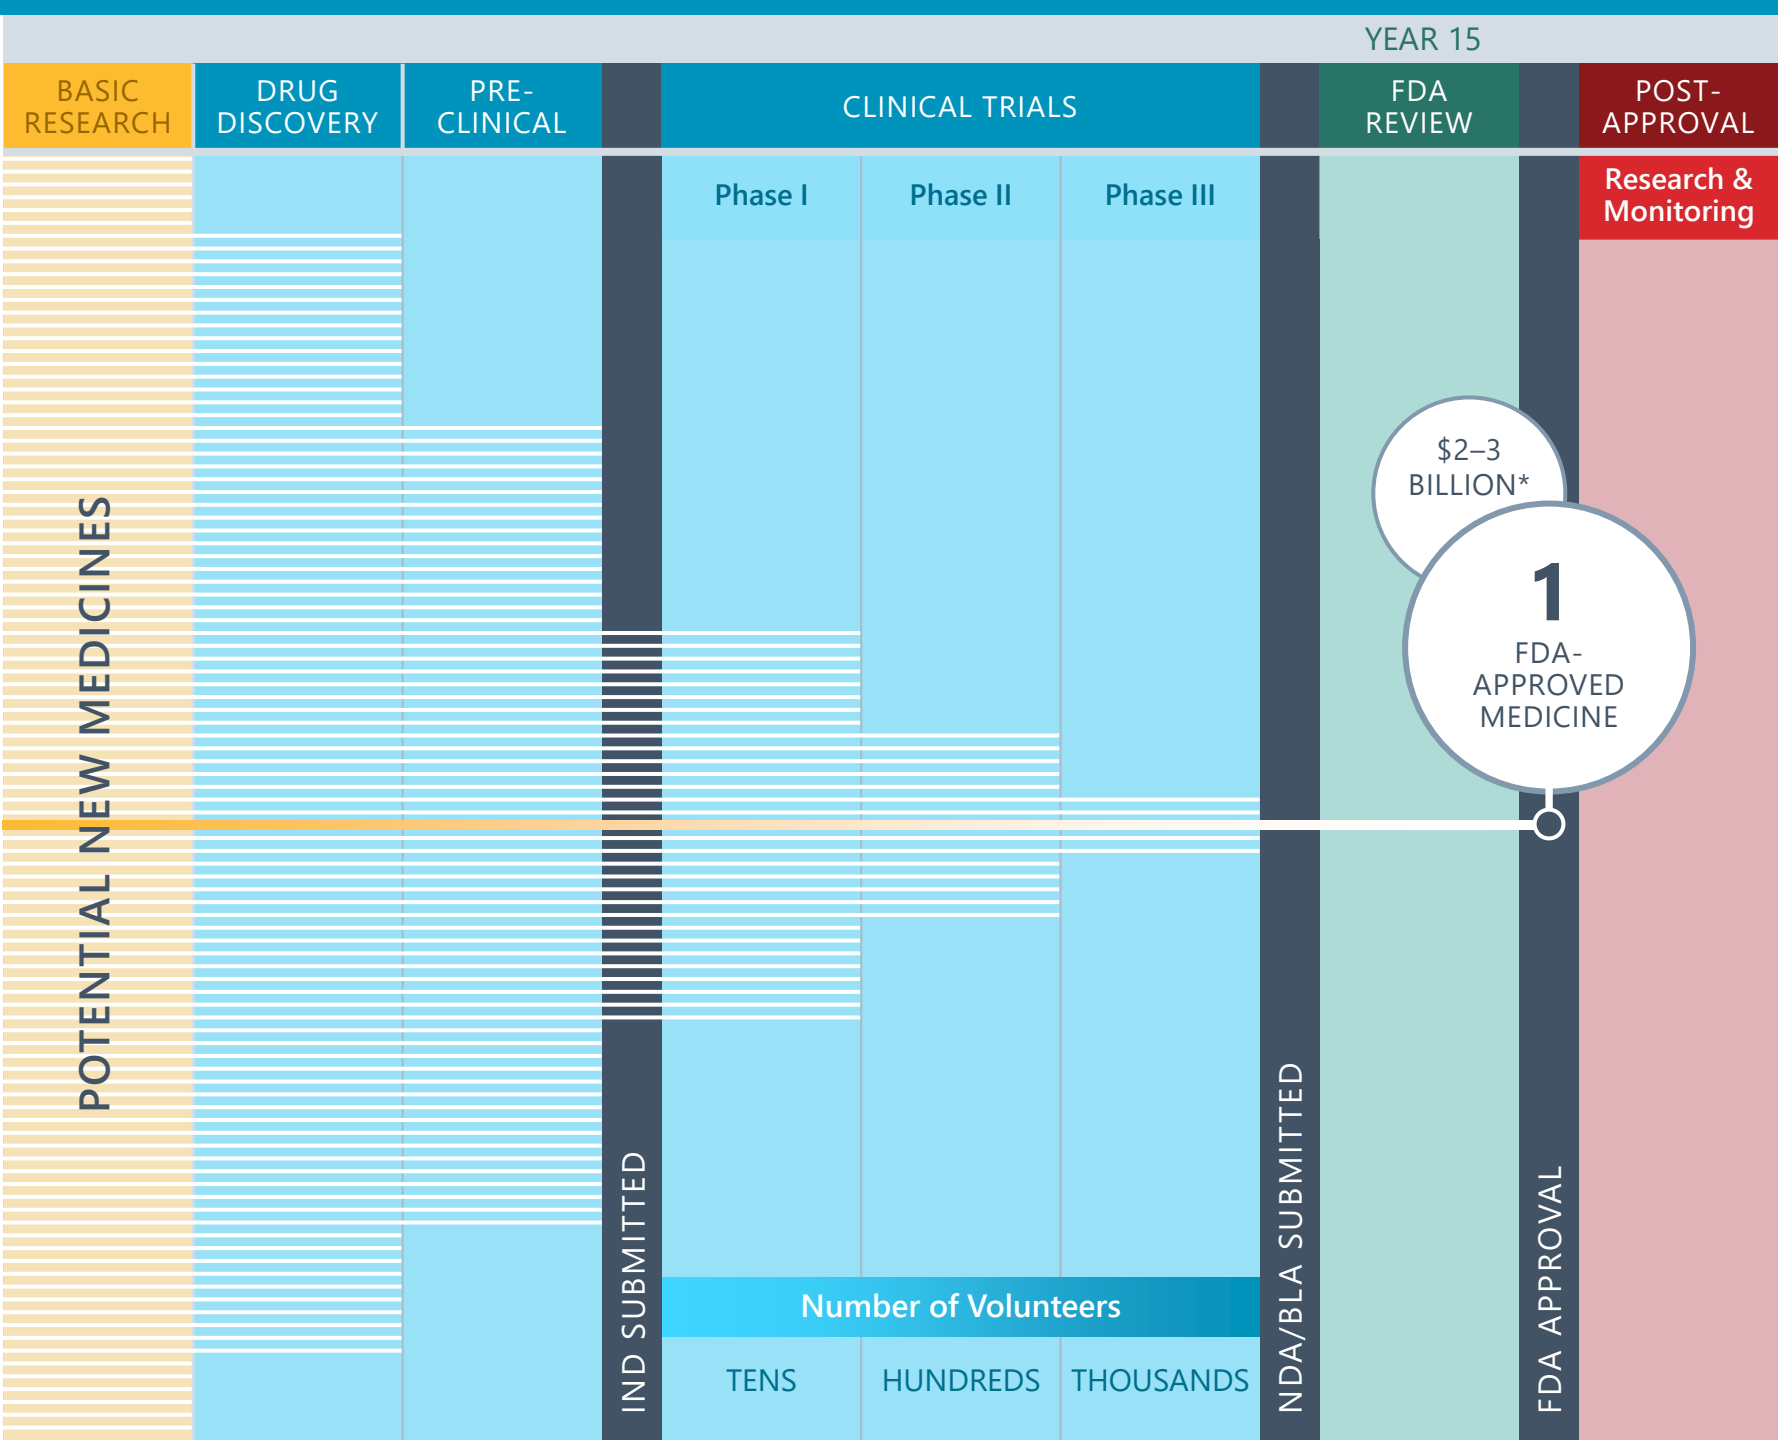 YEAR 15
BASIC
RESEARCH
DRUG
DISCOVERY
PRE-
CLINICAL
CLINICAL TRIALS
FDA
REVIEW
POST-
APPROVAL
Phase I
Phase II
Phase III
Research &
Monitoring
POTENTIAL NEW MEDICINES
$2–3
BILLION*
1
FDA-
APPROVED
MEDICINE
IND SUBMITTED
NDA/BLA SUBMITTED
FDA APPROVAL
Number of Volunteers
TENS
HUNDREDS
THOUSANDS